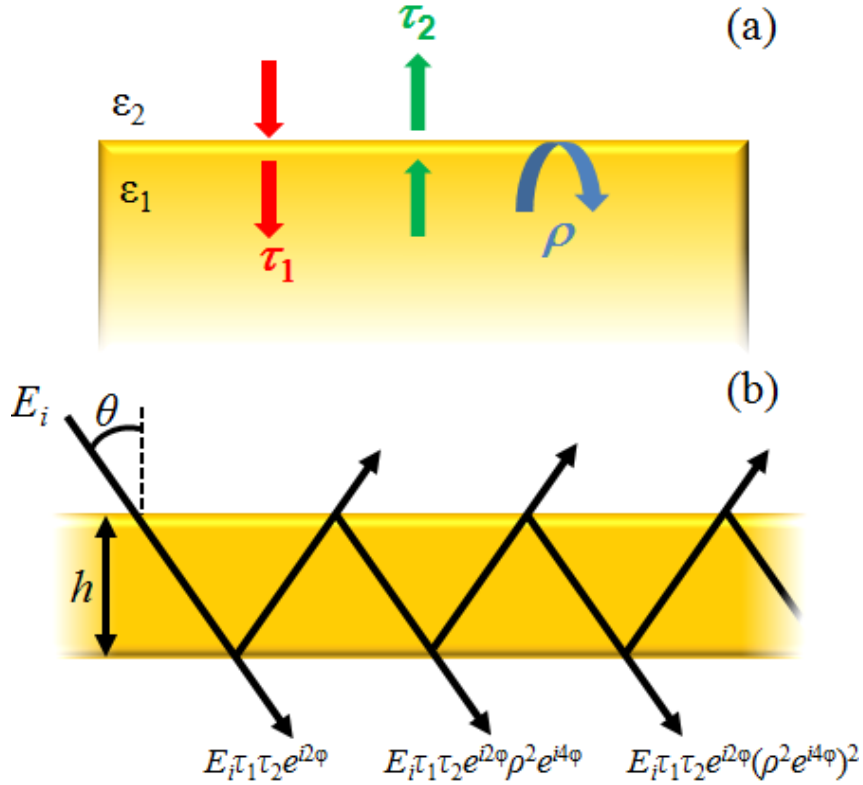 τ₂
(a)
ε₂
ε₁
τ₁
ρ
(b)
Eᵢ
θ
h
Eᵢτ₁τ₂eⁱ²ᵠ
Eᵢτ₁τ₂eⁱ²ᵠρ²eⁱ⁴ᵠ
Eᵢτ₁τ₂eⁱ²ᵠ(ρ²eⁱ⁴ᵠ)²